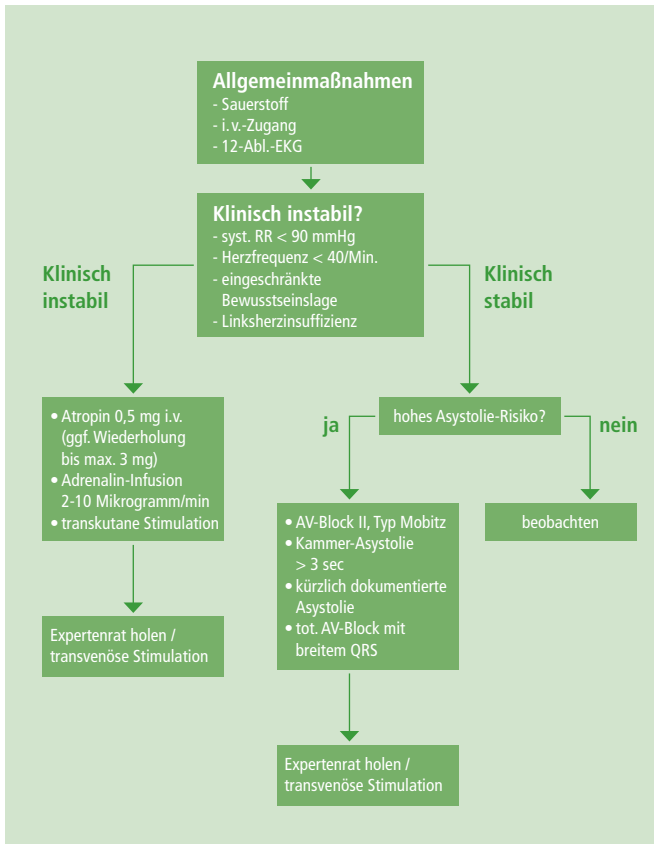 Allgemeinmaßnahmen
- Sauerstoff
- i.v.-Zugang
- 12-Abl.-EKG
Klinisch instabil?
- syst. RR < 90 mmHg
- Herzfrequenz < 40/Min.
- eingeschränkte
Bewusstseinslage
- Linksherzinsuffizienz
Klinisch
instabil
Klinisch
stabil
• Atropin 0,5 mg i.v.
(ggf. Wiederholung
bis max. 3 mg)
• Adrenalin-Infusion
2-10 Mikrogramm/min
• transkutane Stimulation
Expertenrat holen /
transvenöse Stimulation
hohes Asystolie-Risiko?
ja
nein
• AV-Block II, Typ Mobitz
• Kammer-Asystolie
> 3 sec
• kürzlich dokumentierte
Asystolie
• tot. AV-Block mit
breitem QRS
beobachten
Expertenrat holen /
transvenöse Stimulation